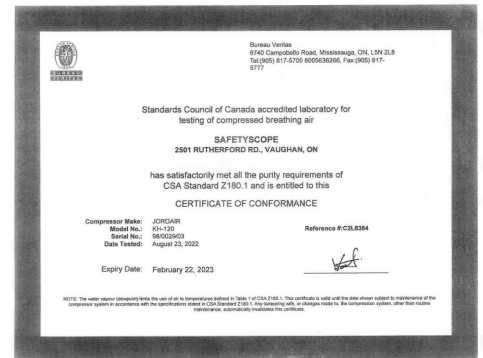 BUREAU
VERITAS
Bureau Veritas
6740 Campobello Road, Mississauga, ON, L5N 2L8
Tel:(905) 817-5700 8005636266, Fax:(905) 817-
5777
Standards Council of Canada accredited laboratory for
testing of compressed breathing air
SAFETYSCOPE
2501 RUTHERFORD RD., VAUGHAN, ON
has satisfactorily met all the purity requirements of
CSA Standard Z180.1 and is entitled to this
CERTIFICATE OF CONFORMANCE
Compressor Make: JORDAIR
Model No.: KH-120 Reference #:C2L8384
Serial No.: 98/0029/03
Date Tested: August 23, 2022
Expiry Date: February 22, 2023
NOTE: The water vapour (dewpoint) limits the use of air to temperatures defined in Table 1 of CSA Z180.1. This certificate is valid until the date shown subject to maintenance of the
compressor system in accordance with the specifications stated in CSA Standard Z180.1. Any tampering with, or changes made to, the compression system, other than routine
maintenance, automatically invalidates this certificate.